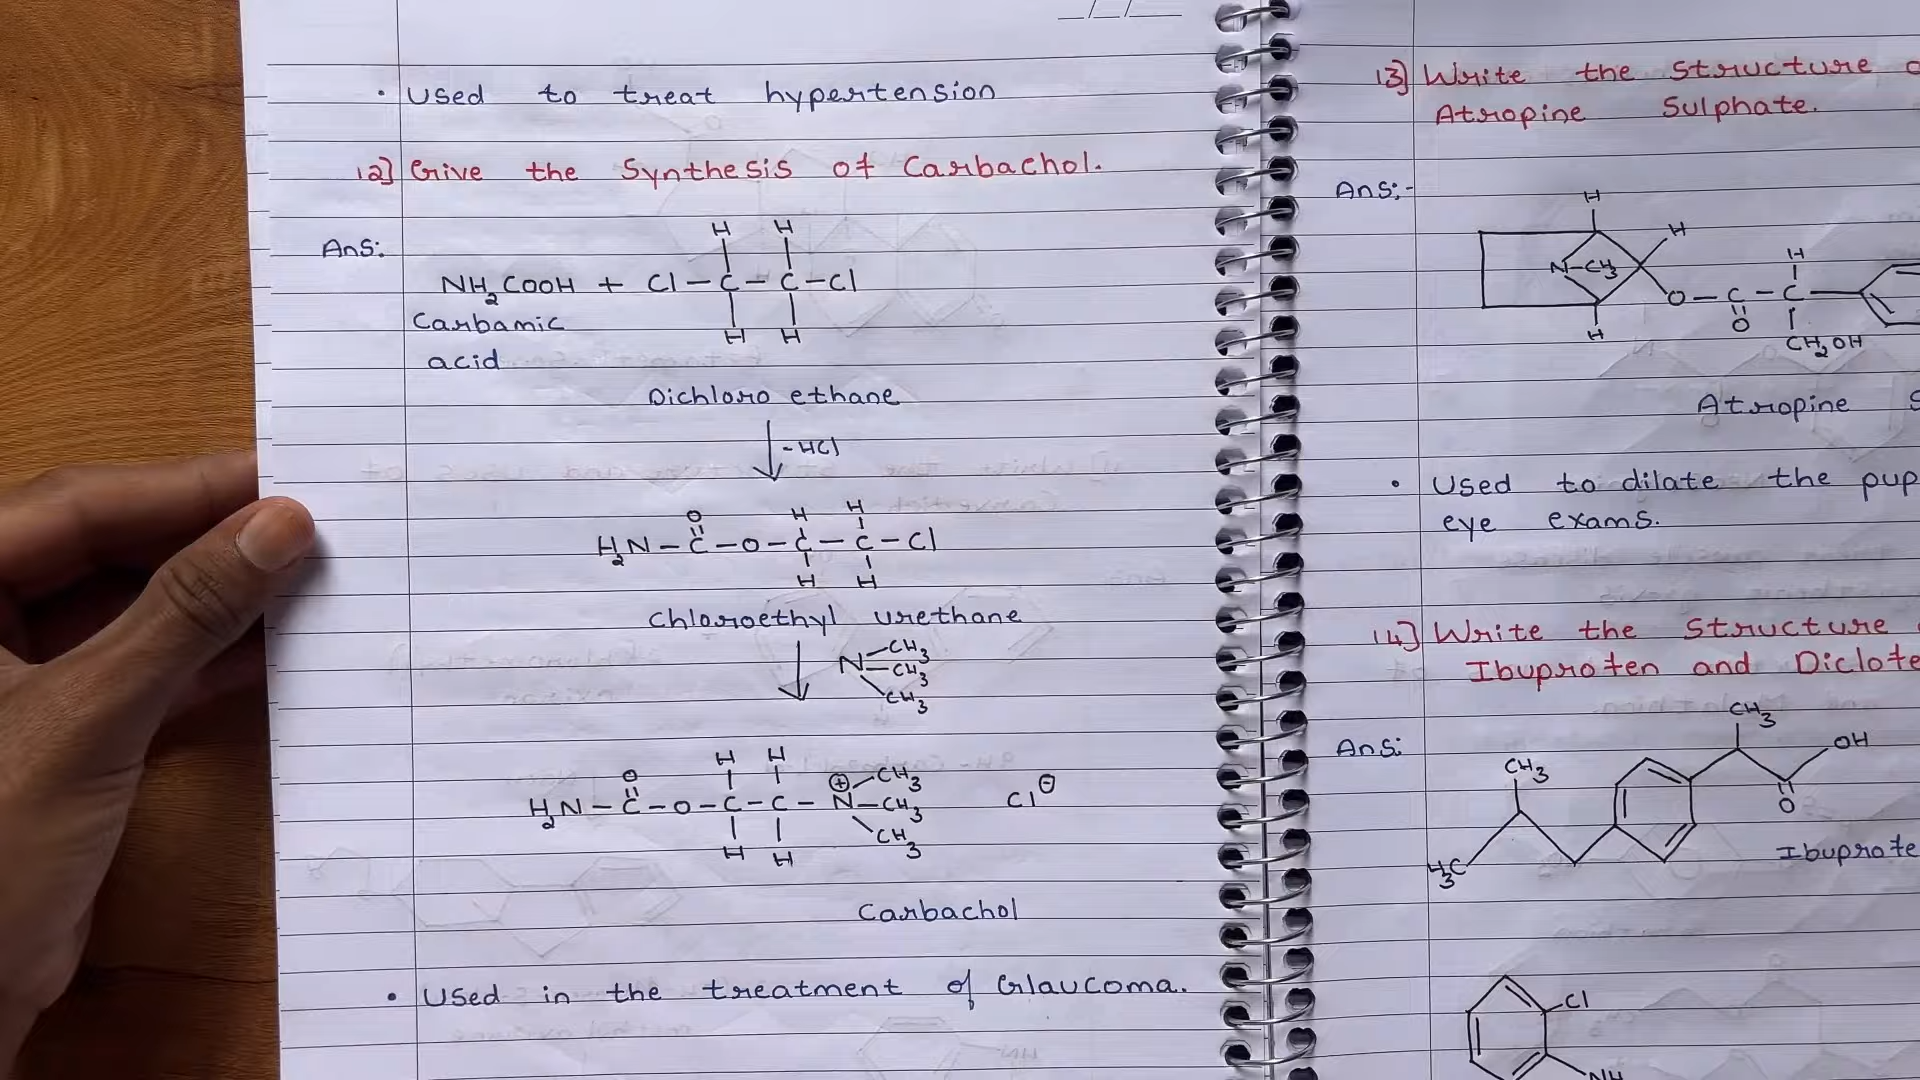 _/_/__
• Used to treat hypertension
12] Give the Synthesis of Carbachol.
Ans:
H H
NH2COOH + Cl-C-C-Cl
Carbamic
acid
H H
Dichloro ethane
-HCl
O H H
H2N-C-O-C-C-Cl
H H
Chloroethyl urethane
N-CH3
-CH3
CH3
H H
O ⊕ CH3
H2N-C-O-C-C-N-CH3 Cl⊖
CH3
H H
Carbachol
• Used in the treatment of Glaucoma.
13] Write the Structure
Atropine Sulphate.
Ans:-
H
H
N-CH3
H
O-C-C
O
H
CH2OH
Atropine
• Used to dilate the
eye exams.
14] Write the Structure
Ibuprofen and
Ans:
CH3
OH
CH3
O
H3C
Cl
NH